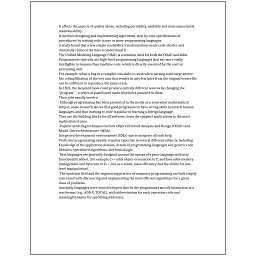 It affects the aspects of quality above, including portability, usability and most importantly maintainability.
It involves designing and implementing algorithms, step by step specifications of procedures, by writing code in one or more programming languages.
A study found that a few simple readability transformations made code shorter and drastically reduced the time to understand it.
The Unified Modeling Language (UML) is a notation used for both the OOAD and MDA.
Programmers typically use high-level programming languages that are more easily intelligible to humans than machine code, which is directly executed by the central processing unit.
For example, when a bug in a compiler can make it crash when parsing some large source file, a simplification of the test case that results in only few lines from the original source file can be sufficient to reproduce the same crash.
In 1801, the Jacquard loom could produce entirely different weaves by changing the "program" - a series of pasteboard cards with holes punched in them.
There jobs usually involve:
Although programming has been presented in the media as a somewhat mathematical subject, some research shows that good programmers have strong skills in natural human languages, and that learning to code is similar to learning a foreign language.
They are the building blocks for all software, from the simplest applications to the most sophisticated ones.
Popular modeling techniques include Object-Oriented Analysis and Design (OOAD) and Model-Driven Architecture (MDA).
Integrated development environments (IDEs) aim to integrate all such help.
Proficient programming usually requires expertise in several different subjects, including knowledge of the application domain, details of programming languages and generic code libraries, specialized algorithms, and formal logic.
New languages are generally designed around the syntax of a prior language with new functionality added, (for example C++ adds object-orientation to C, and Java adds memory management and bytecode to C++, but as a result, loses efficiency and the ability for low-level manipulation).
The academic field and the engineering practice of computer programming are both largely concerned with discovering and implementing the most efficient algorithms for a given class of problems.
Assembly languages were soon developed that let the programmer specify instruction in a text format (e.g., ADD X, TOTAL), with abbreviations for each operation code and meaningful names for specifying addresses.